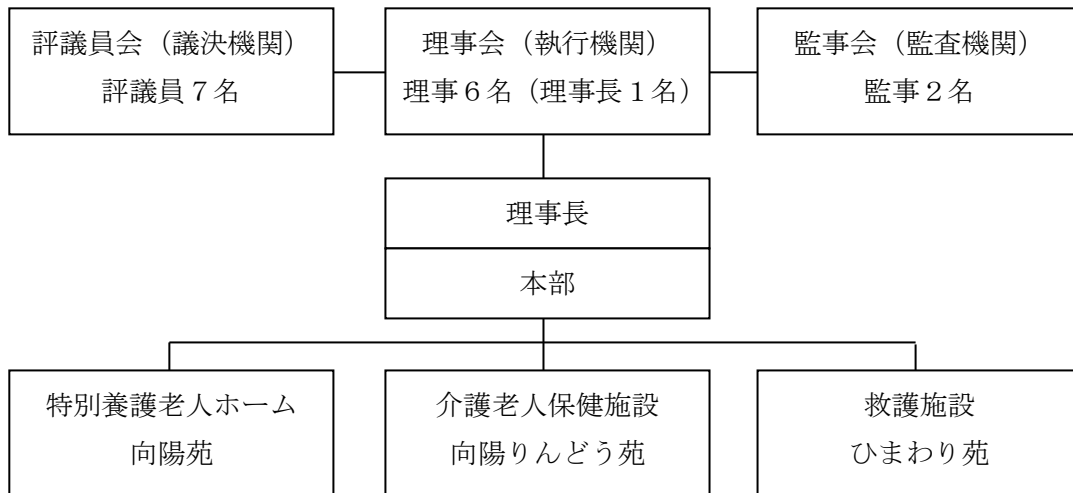 評議員会（議決機関）
評議員７名
理事会（執行機関）
理事６名（理事長１名）
監事会（監査機関）
監事２名
理事長
本部
特別養護老人ホーム
向陽苑
介護老人保健施設
向陽りんどう苑
救護施設
ひまわり苑